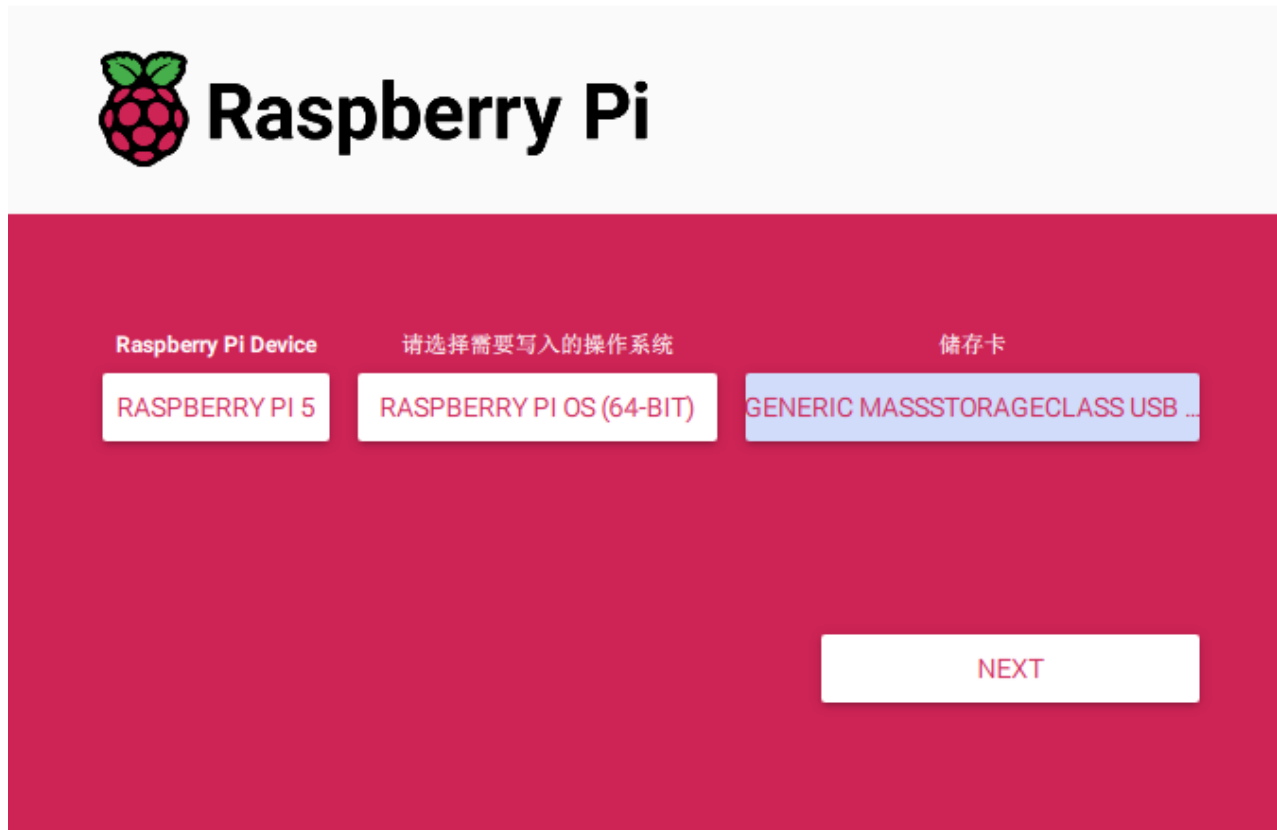 Raspberry Pi
Raspberry Pi Device
请选择需要写入的操作系统
储存卡
RASPBERRY PI 5
RASPBERRY PI OS (64-BIT)
GENERIC MASSSTORAGECLASS USB ...
NEXT